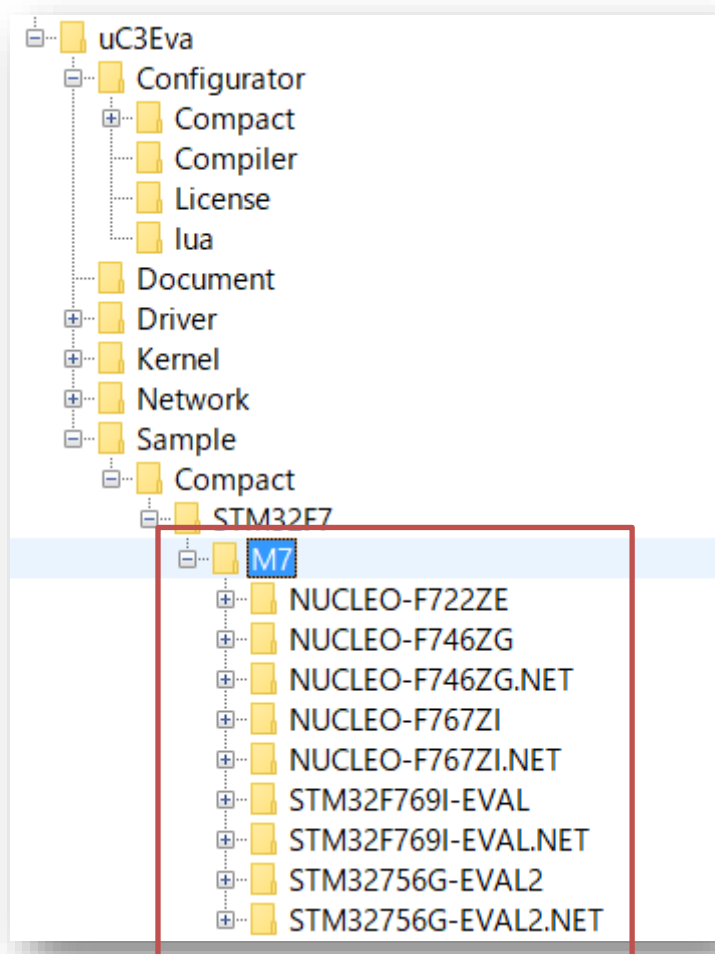 uC3Eva
Configurator
Compact
Compiler
License
lua
Document
Driver
Kernel
Network
Sample
Compact
STM32F7
M7
NUCLEO-F722ZE
NUCLEO-F746ZG
NUCLEO-F746ZG.NET
NUCLEO-F767ZI
NUCLEO-F767ZI.NET
STM32F769I-EVAL
STM32F769I-EVAL.NET
STM32756G-EVAL2
STM32756G-EVAL2.NET